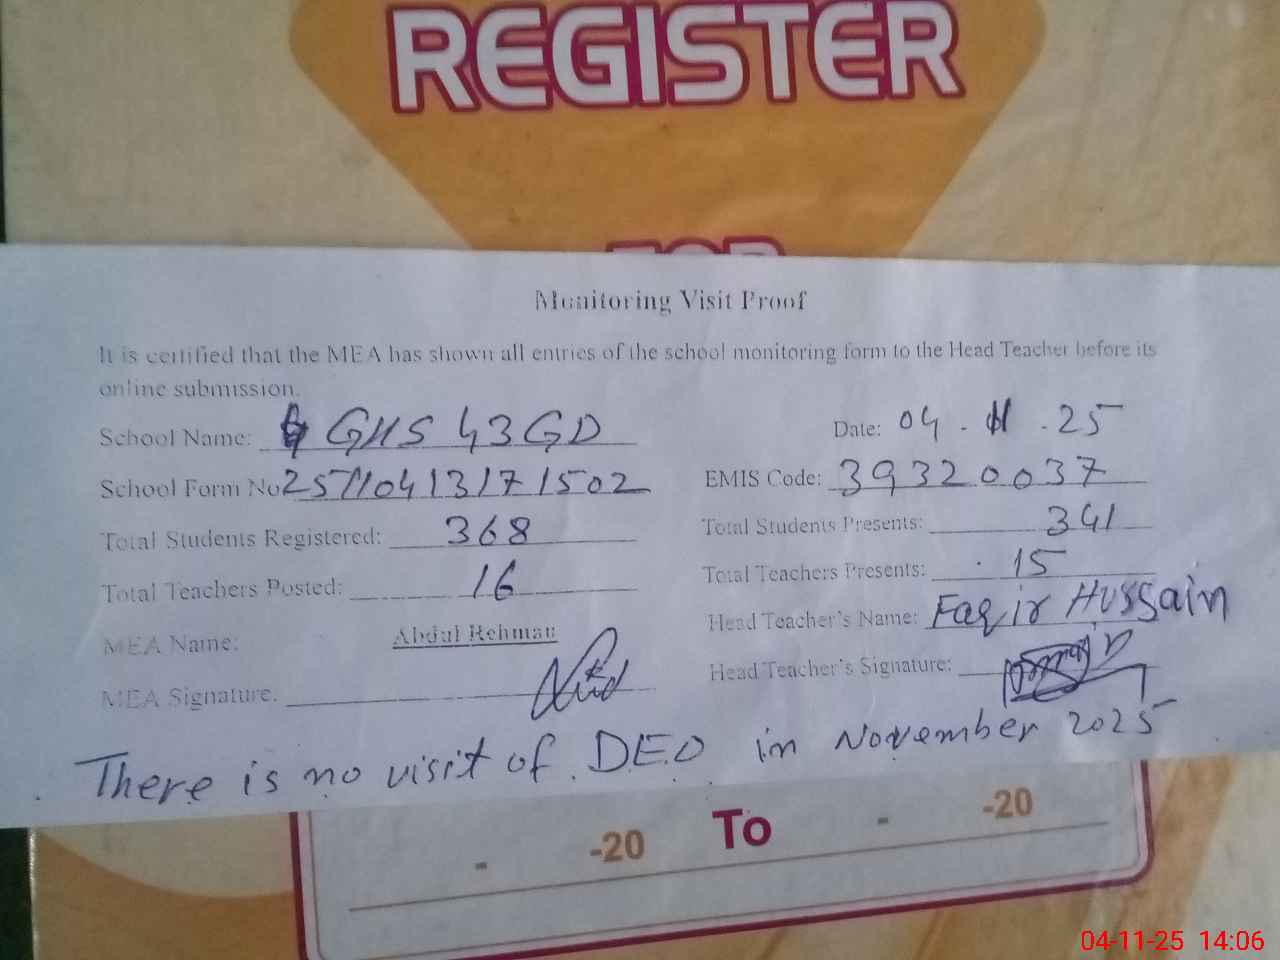 REGISTER
FOR
Monitoring Visit Proof
It is certified that the MEA has shown all entries of the school monitoring form to the Head Teacher before its
online submission.
School Name: GHS 43GD Date: 04 . 11 . 25
School Form No 25110413171502 EMIS Code: 39320037
Total Students Registered: 368 Total Students Presents: 341
Total Teachers Posted: 16 Total Teachers Presents: 15
MEA Name: Abdul Rehman Head Teacher's Name: Faqir Hussain
MEA Signature. Head Teacher's Signature:
There is no visit of DEO in November 2025
- -20 To - -20
04-11-25 14:06